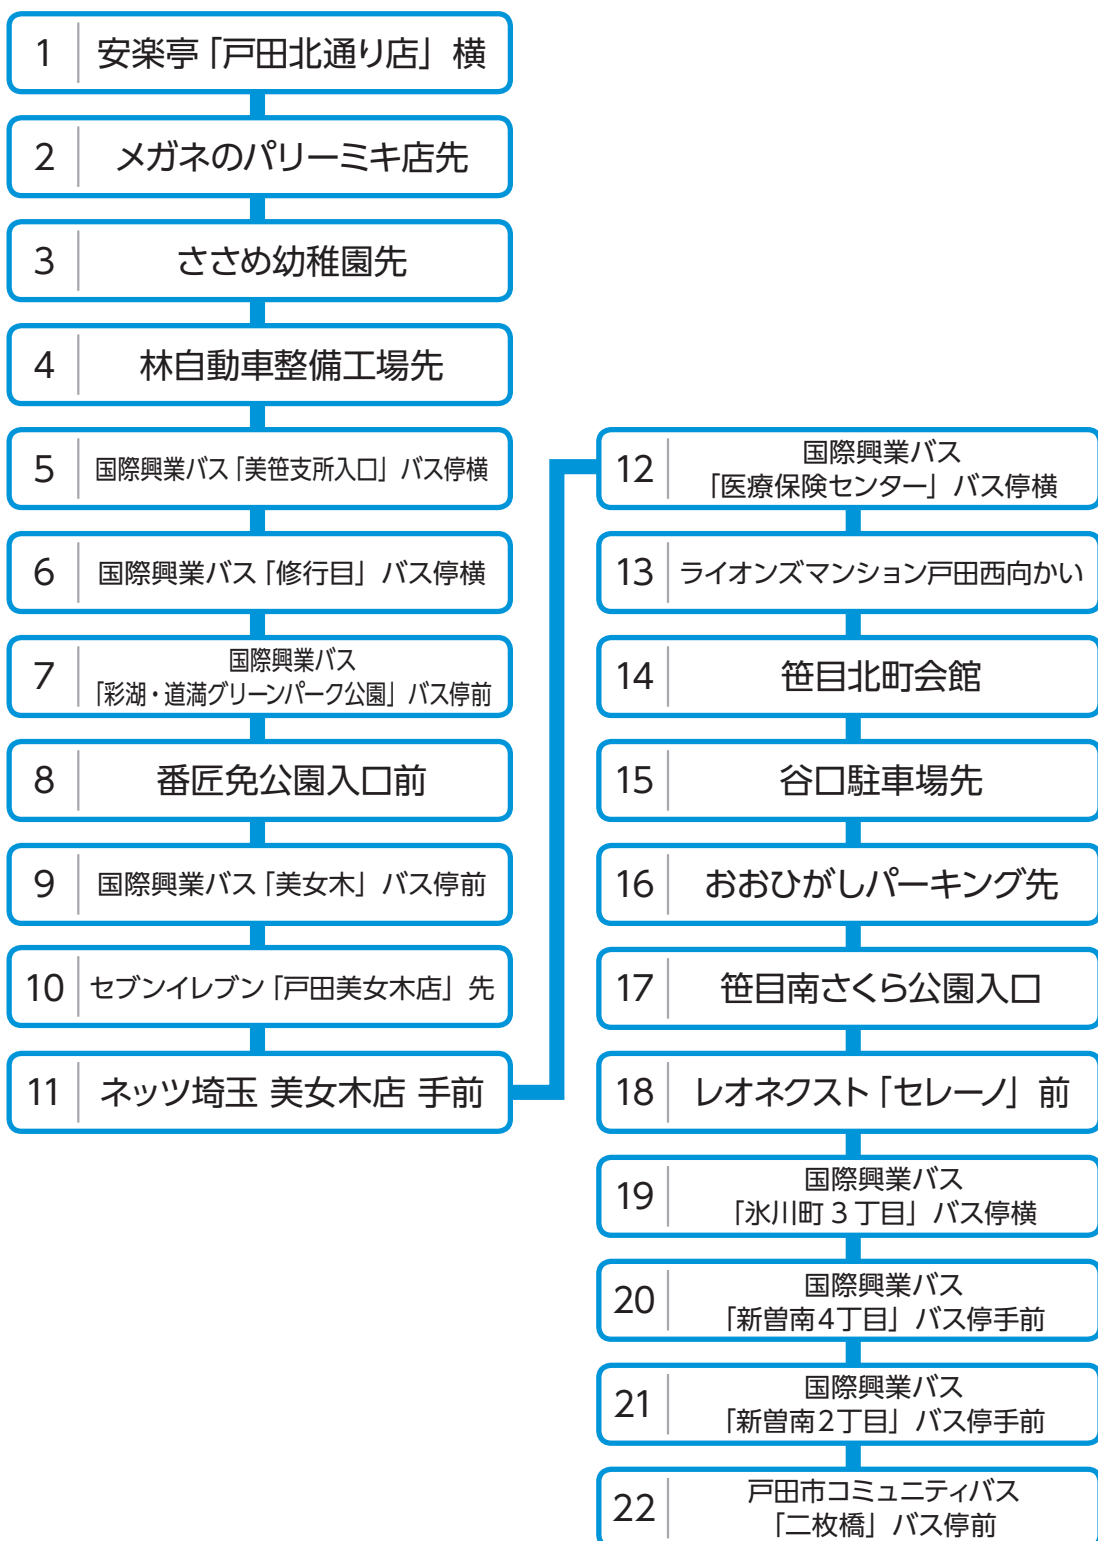 1 安楽亭「戸田北通り店」横
2 メガネのパリーミキ店先
3 ささめ幼稚園先
4 林自動車整備工場先
5 国際興業バス「美笹支所入口」バス停横
6 国際興業バス「修行目」バス停横
7 国際興業バス
「彩湖・道満グリーンパーク公園」バス停前
8 番匠免公園入口前
9 国際興業バス「美女木」バス停前
10 セブンイレブン「戸田美女木店」先
11 ネッツ埼玉 美女木店 手前
12 国際興業バス
「医療保険センター」バス停横
13 ライオンズマンション戸田西向かい
14 笹目北町会館
15 谷口駐車場先
16 おおひがしパーキング先
17 笹目南さくら公園入口
18 レオネクスト「セレーノ」前
19 国際興業バス
「氷川町3丁目」バス停横
20 国際興業バス
「新曽南4丁目」バス停手前
21 国際興業バス
「新曽南2丁目」バス停手前
22 戸田市コミュニティバス
「二枚橋」バス停前